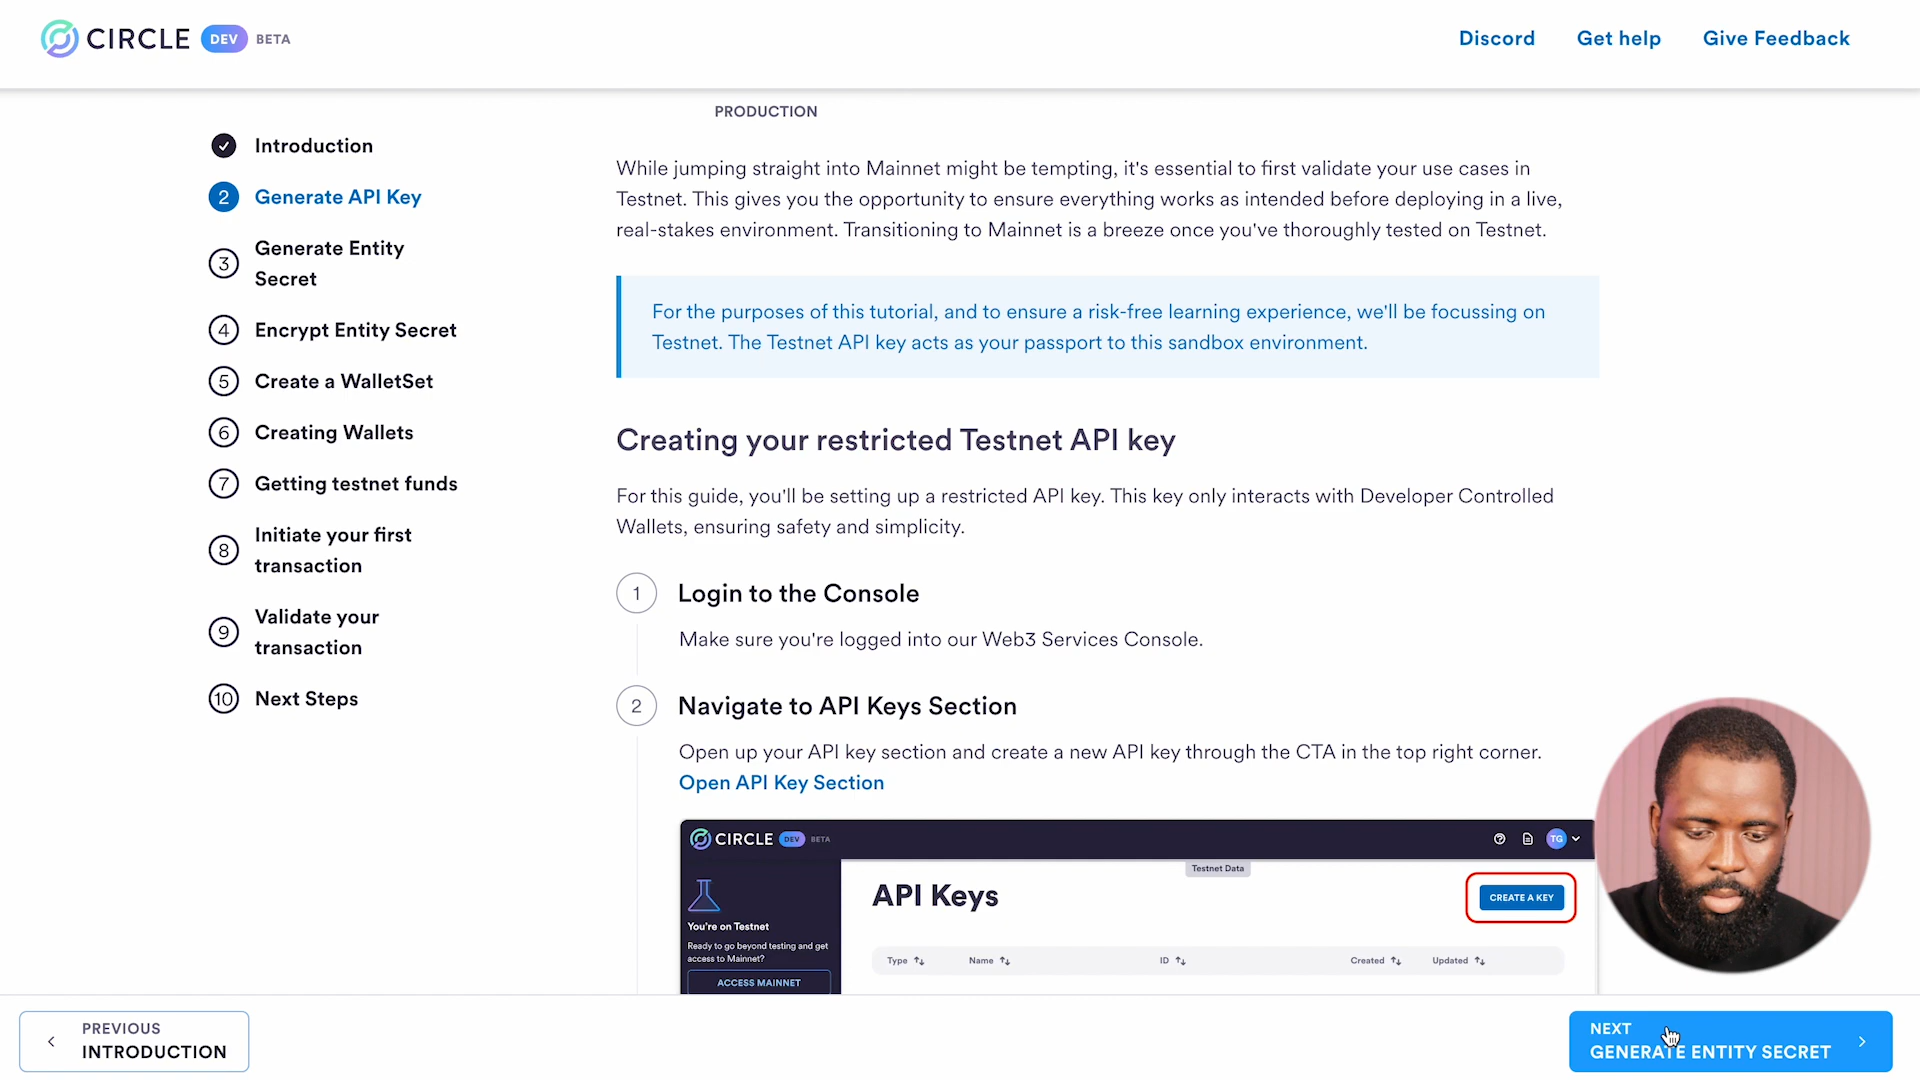 CIRCLE DEV BETA
Discord
Get help
Give Feedback
Introduction
2 Generate API Key
3 Generate Entity
Secret
4 Encrypt Entity Secret
5 Create a WalletSet
6 Creating Wallets
7 Getting testnet funds
8 Initiate your first
transaction
9 Validate your
transaction
10 Next Steps
PRODUCTION
While jumping straight into Mainnet might be tempting, it's essential to first validate your use cases in
Testnet. This gives you the opportunity to ensure everything works as intended before deploying in a live,
real-stakes environment. Transitioning to Mainnet is a breeze once you've thoroughly tested on Testnet.
For the purposes of this tutorial, and to ensure a risk-free learning experience, we'll be focussing on
Testnet. The Testnet API key acts as your passport to this sandbox environment.
Creating your restricted Testnet API key
For this guide, you'll be setting up a restricted API key. This key only interacts with Developer Controlled
Wallets, ensuring safety and simplicity.
1 Login to the Console
Make sure you're logged into our Web3 Services Console.
2 Navigate to API Keys Section
Open up your API key section and create a new API key through the CTA in the top right corner.
Open API Key Section
CIRCLE DEV BETA
TG
Testnet Data
You're on Testnet
Ready to go beyond testing and get
access to Mainnet?
ACCESS MAINNET
API Keys
CREATE A KEY
Type Name ID Created Updated
PREVIOUS
INTRODUCTION
NEXT
GENERATE ENTITY SECRET